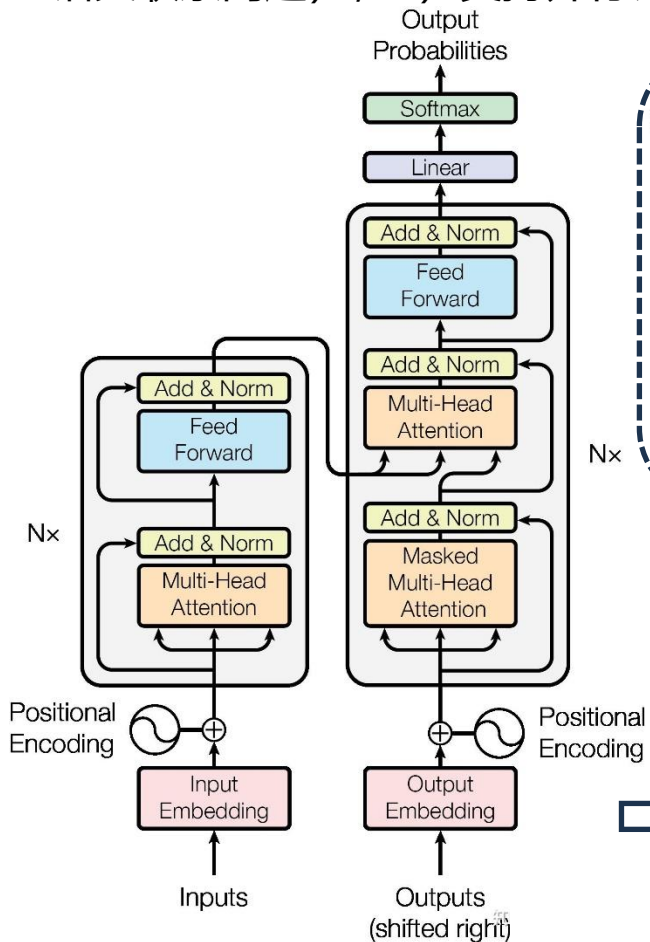 Output
Probabilities
Softmax
Linear
Add & Norm
Feed
Forward
Add & Norm
Multi-Head
Attention
Add & Norm
Masked
Multi-Head
Attention
N×
Add & Norm
Feed
Forward
Add & Norm
Multi-Head
Attention
N×
Positional
Encoding
Positional
Encoding
Input
Embedding
Output
Embedding
Inputs
Outputs
(shifted right)